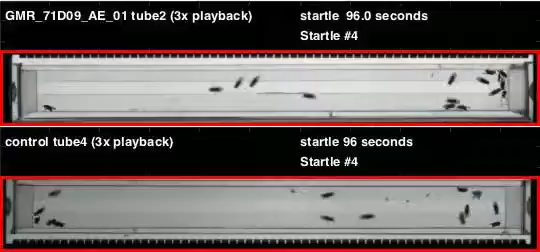 GMR_71D09_AE_01 tube2 (3x playback)
startle  96.0 seconds
Startle #4
control tube4 (3x playback)
startle 96 seconds
Startle #4